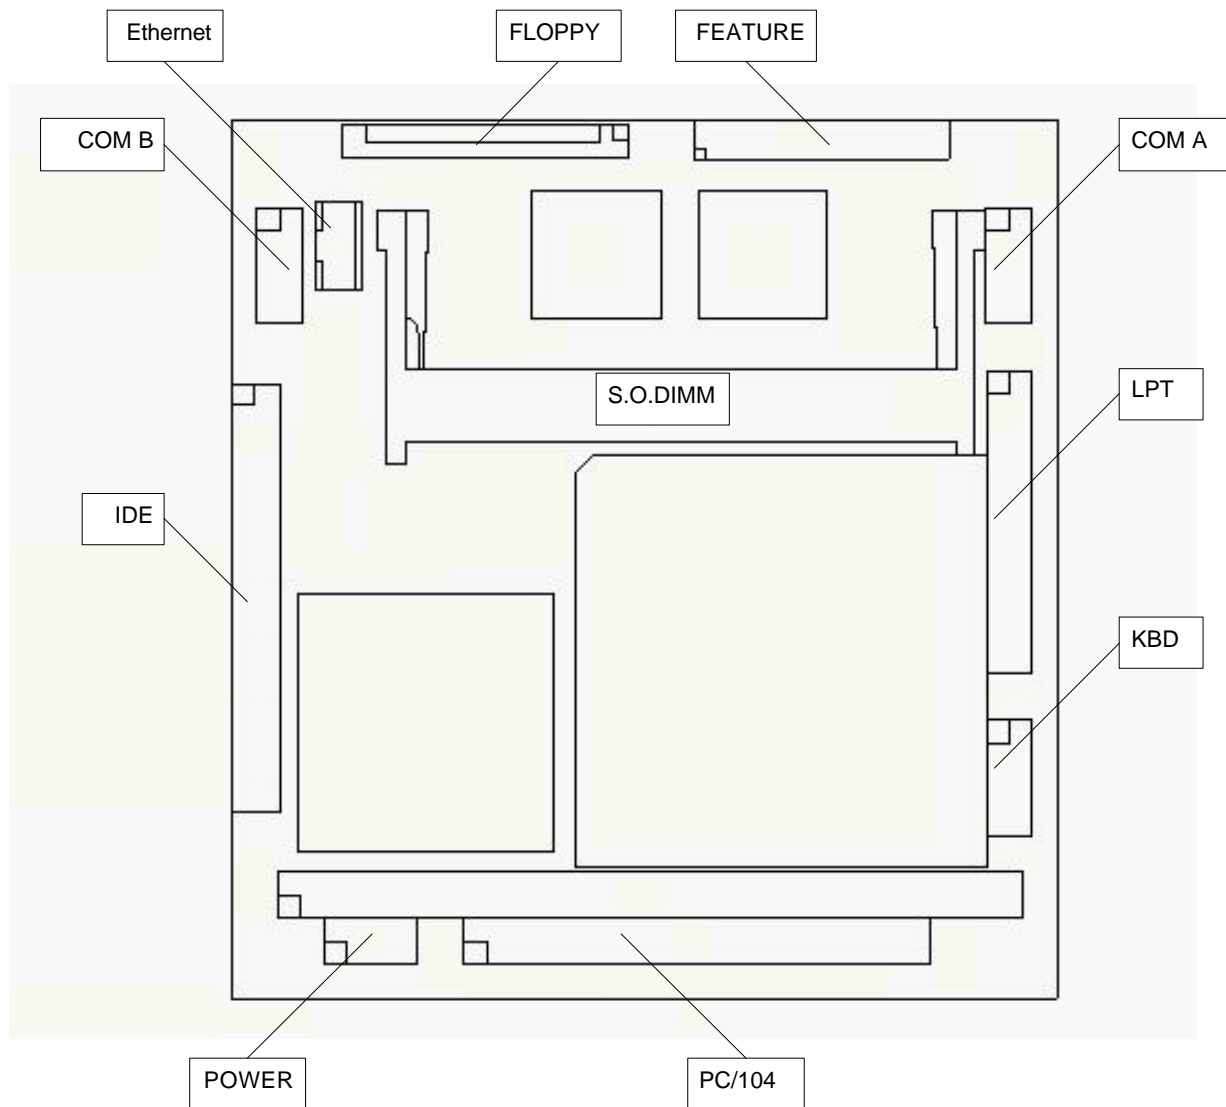 Ethernet
FLOPPY
FEATURE
COM B
COM A
S.O.DIMM
LPT
IDE
KBD
POWER
PC/104